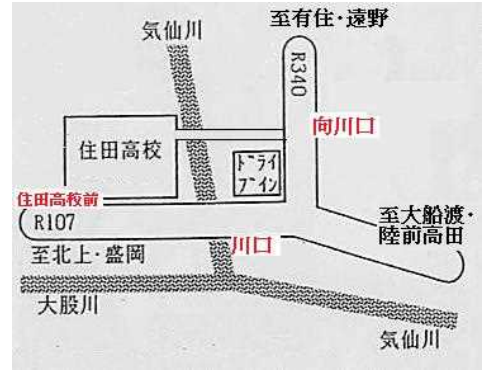 至有住・遠野
気仙川
R340
向川口
住田高校
ドライ
ブイン
住田高校前
R107
至大船渡・
陸前高田
川口
至北上・盛岡
大股川
気仙川